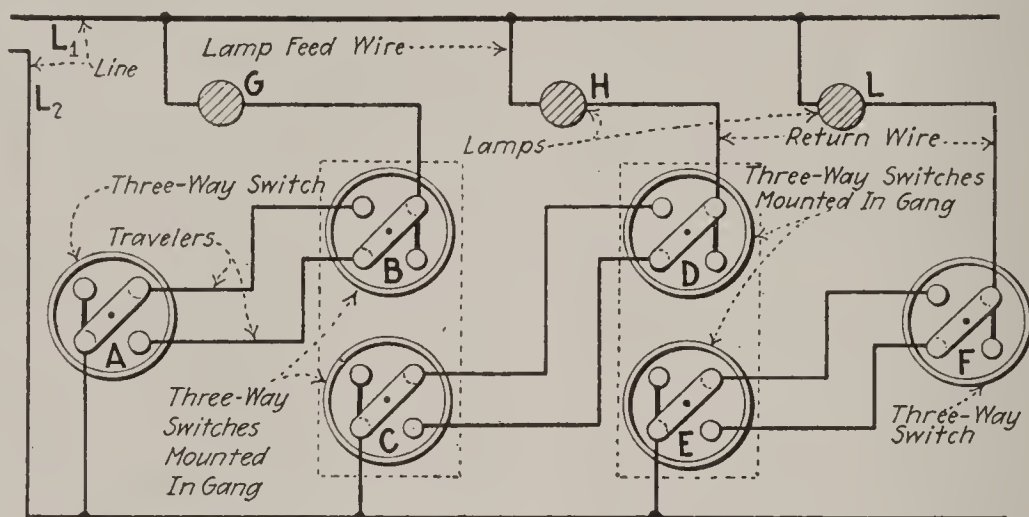 L1
Line
L2
Lamp Feed Wire
G
H
L
Lamps
Return Wire
Three-Way Switch
Travelers
Three-Way Switches
Mounted In Gang
A
B
C
D
E
F
Three-Way
Switches
Mounted
In Gang
Three-Way
Switch